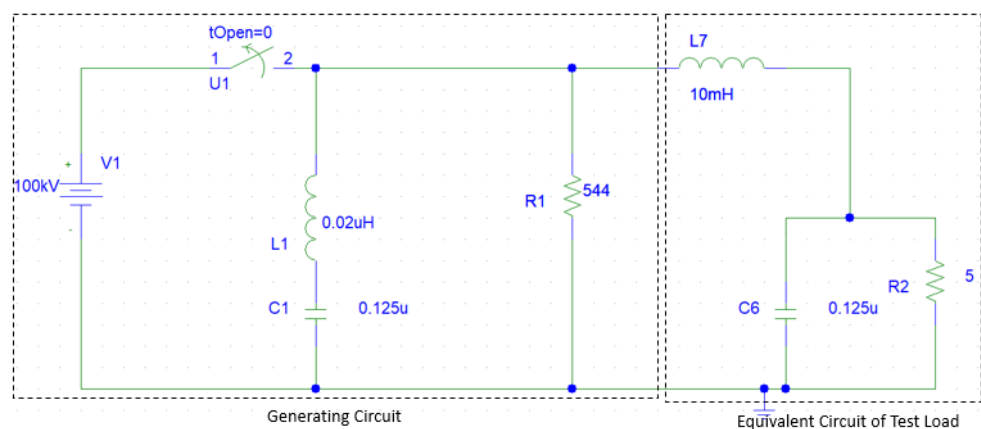 tOpen=0
1
2
U1
L7
10mH
+
V1
100kV
-
0.02uH
L1
R1
544
C1
0.125u
C6
0.125u
R2
5
Generating Circuit
Equivalent Circuit of Test Load